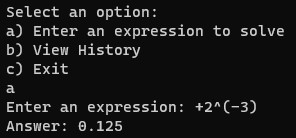 Select an option:
a) Enter an expression to solve
b) View History
c) Exit
a
Enter an expression: +2^(-3)
Answer: 0.125